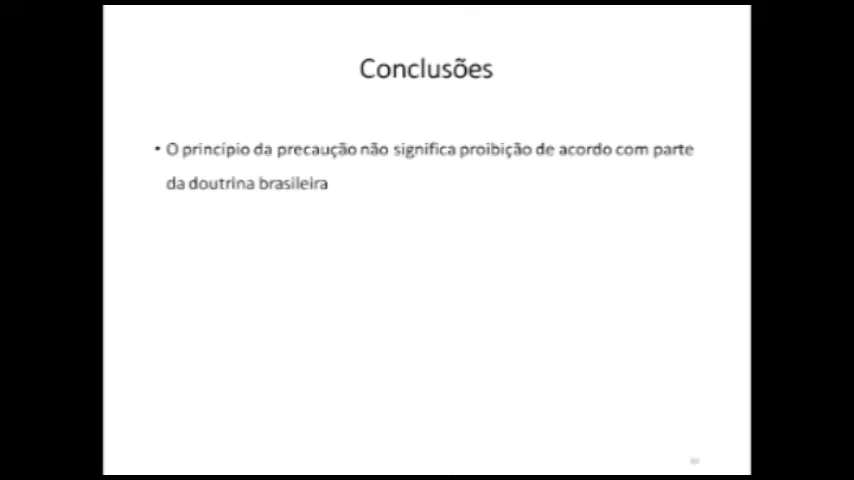 Conclusões
• O princípio da precaução não significa proibição de acordo com parte
da doutrina brasileira